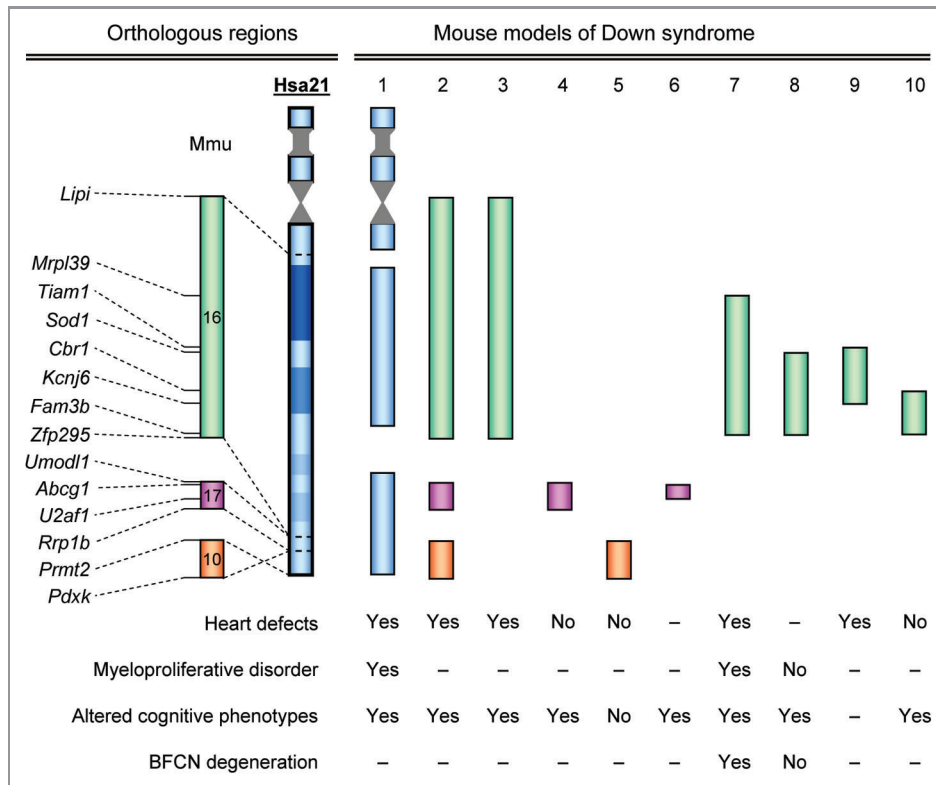 Orthologous regions Mouse models of Down syndrome
Hsa21 1 2 3 4 5 6 7 8 9 10
Mmu
Lipi
Mrpl39
Tiam1
Sod1
16
Cbr1
Kcnj6
Fam3b
Zfp295
Umodl1
Abcg1
17
U2af1
Rrp1b
Prmt2
10
Pdxk
Heart defects Yes Yes Yes No No – Yes – Yes No
Myeloproliferative disorder Yes – – – – – Yes No – –
Altered cognitive phenotypes Yes Yes Yes Yes No Yes Yes Yes – Yes
BFCN degeneration – – – – – – Yes No – –